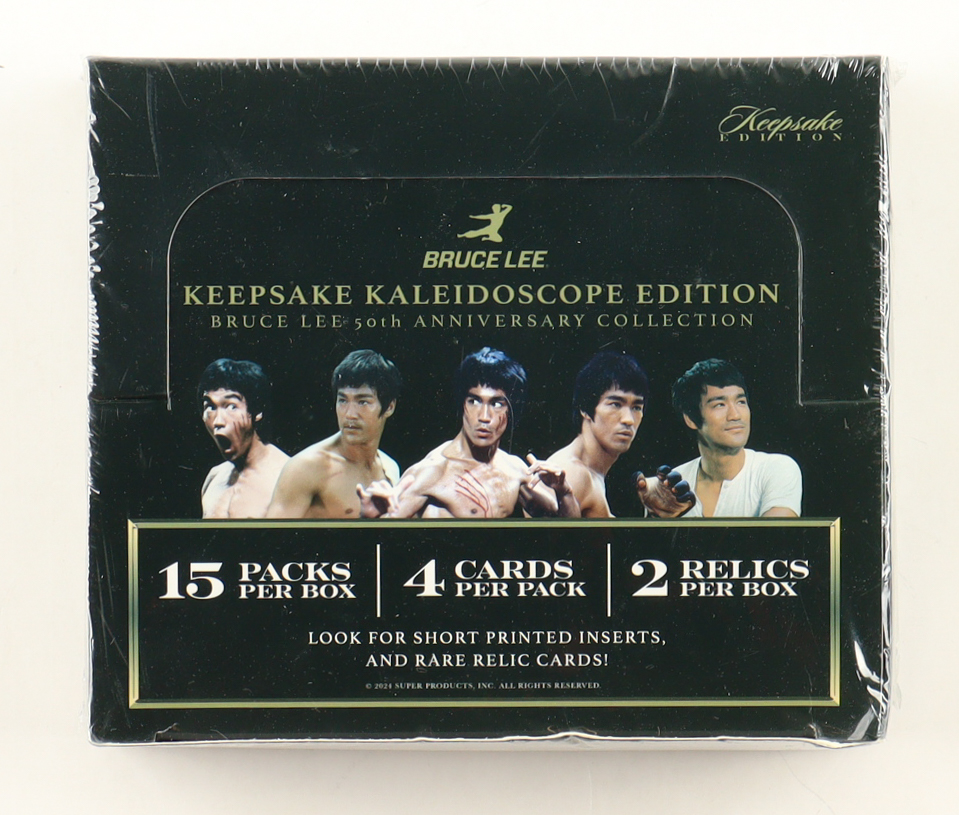 Keepsake
EDITION
BRUCE LEE
KEEPSAKE KALEIDOSCOPE EDITION
BRUCE LEE 50th ANNIVERSARY COLLECTION
15 PACKS PER BOX
4 CARDS PER PACK
2 RELICS PER BOX
LOOK FOR SHORT PRINTED INSERTS,
AND RARE RELIC CARDS!
© 2024 SUPER PRODUCTS, INC. ALL RIGHTS RESERVED.